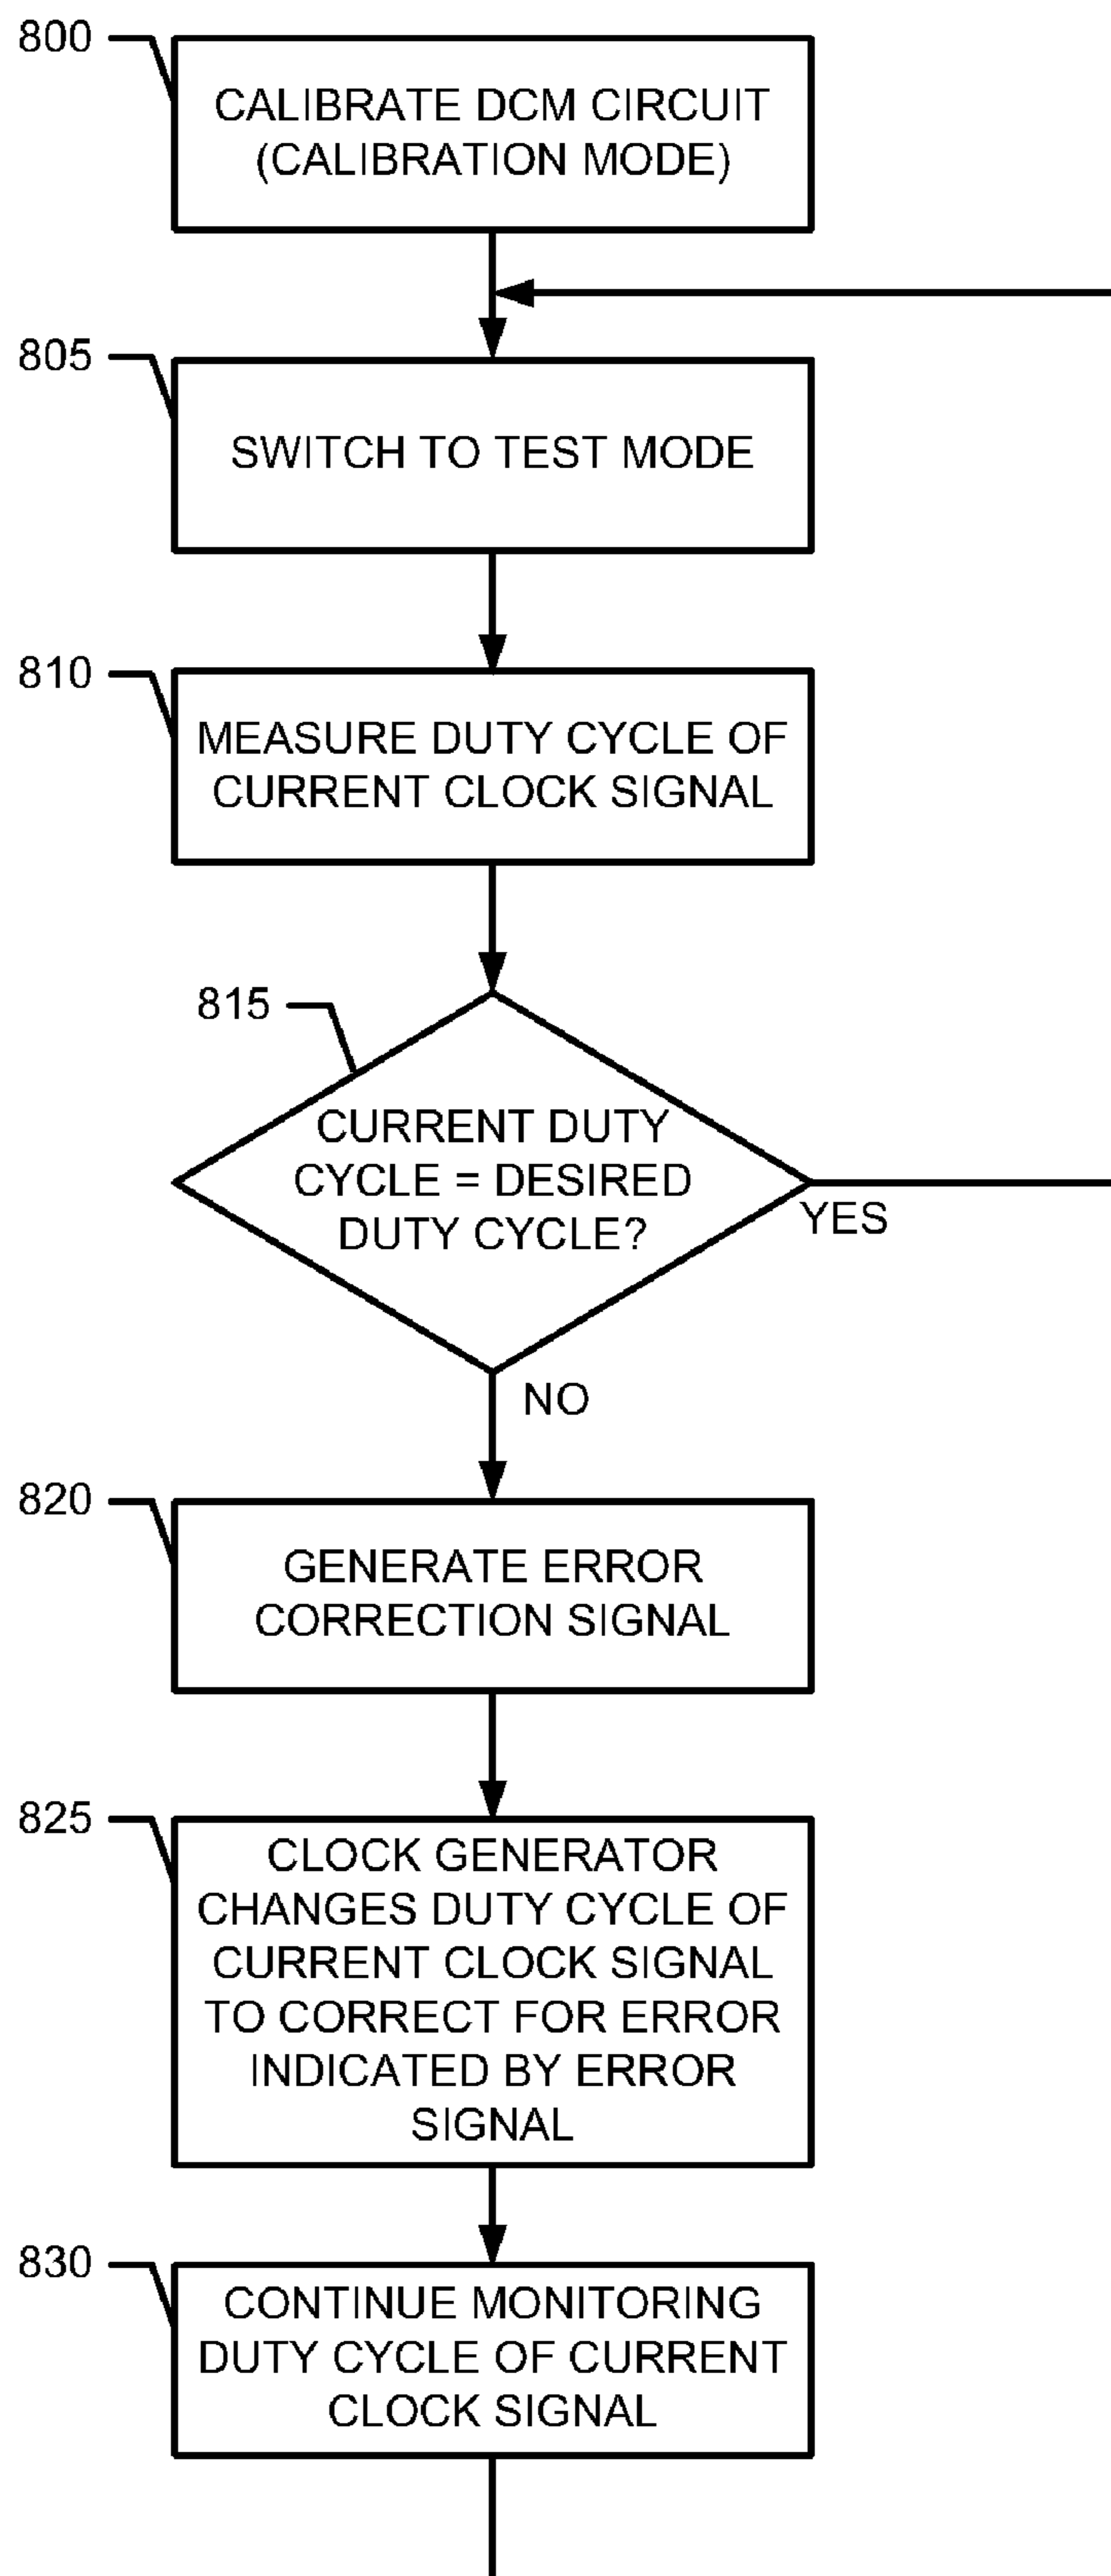 800
CALIBRATE DCM CIRCUIT
(CALIBRATION MODE)
805
SWITCH TO TEST MODE
810
MEASURE DUTY CYCLE OF
CURRENT CLOCK SIGNAL
815
CURRENT DUTY
CYCLE = DESIRED
DUTY CYCLE?
YES
NO
820
GENERATE ERROR
CORRECTION SIGNAL
825
CLOCK GENERATOR
CHANGES DUTY CYCLE OF
CURRENT CLOCK SIGNAL
TO CORRECT FOR ERROR
INDICATED BY ERROR
SIGNAL
830
CONTINUE MONITORING
DUTY CYCLE OF CURRENT
CLOCK SIGNAL